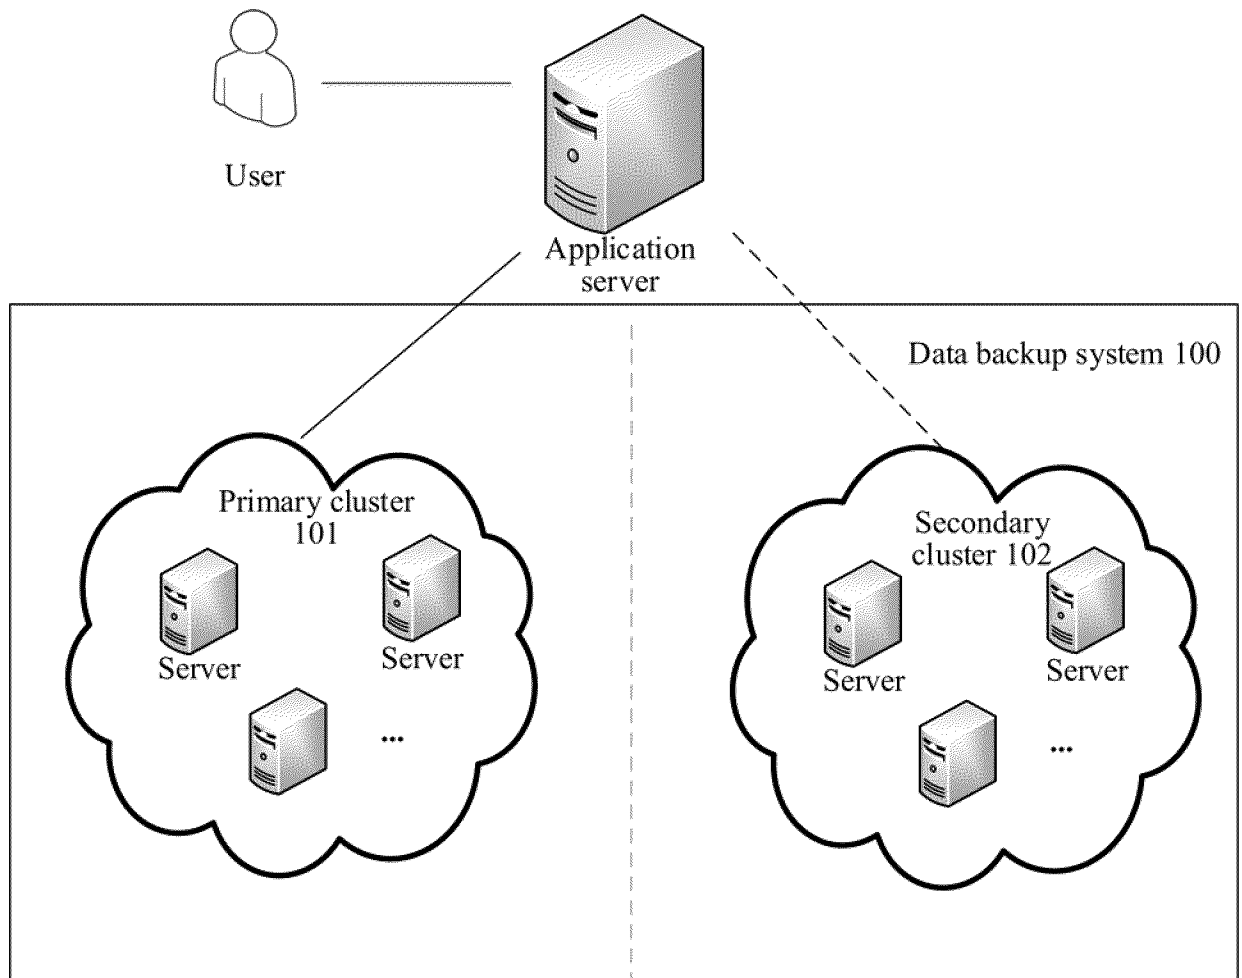 User
Application
server
Data backup system 100
Primary cluster
101
Secondary
cluster 102
Server
Server
Server
Server
...
...